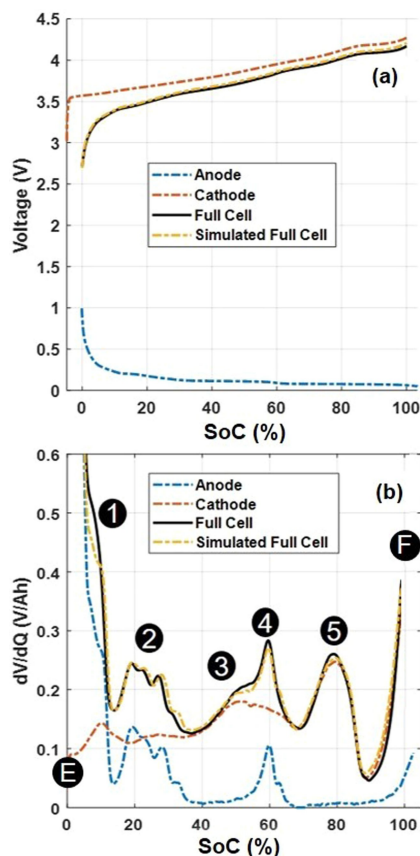 4.5
4
3.5
3
2.5
2
1.5
1
0.5
0
Voltage (V)
(a)
Anode
Cathode
Full Cell
Simulated Full Cell
0 20 40 60 80 100
SoC (%)
0.6
0.5
0.4
0.3
0.2
0.1
0
dV/dQ (V/Ah)
(b)
Anode
Cathode
Full Cell
Simulated Full Cell
1
F
2
3
4
5
E
0 20 40 60 80 100
SoC (%)